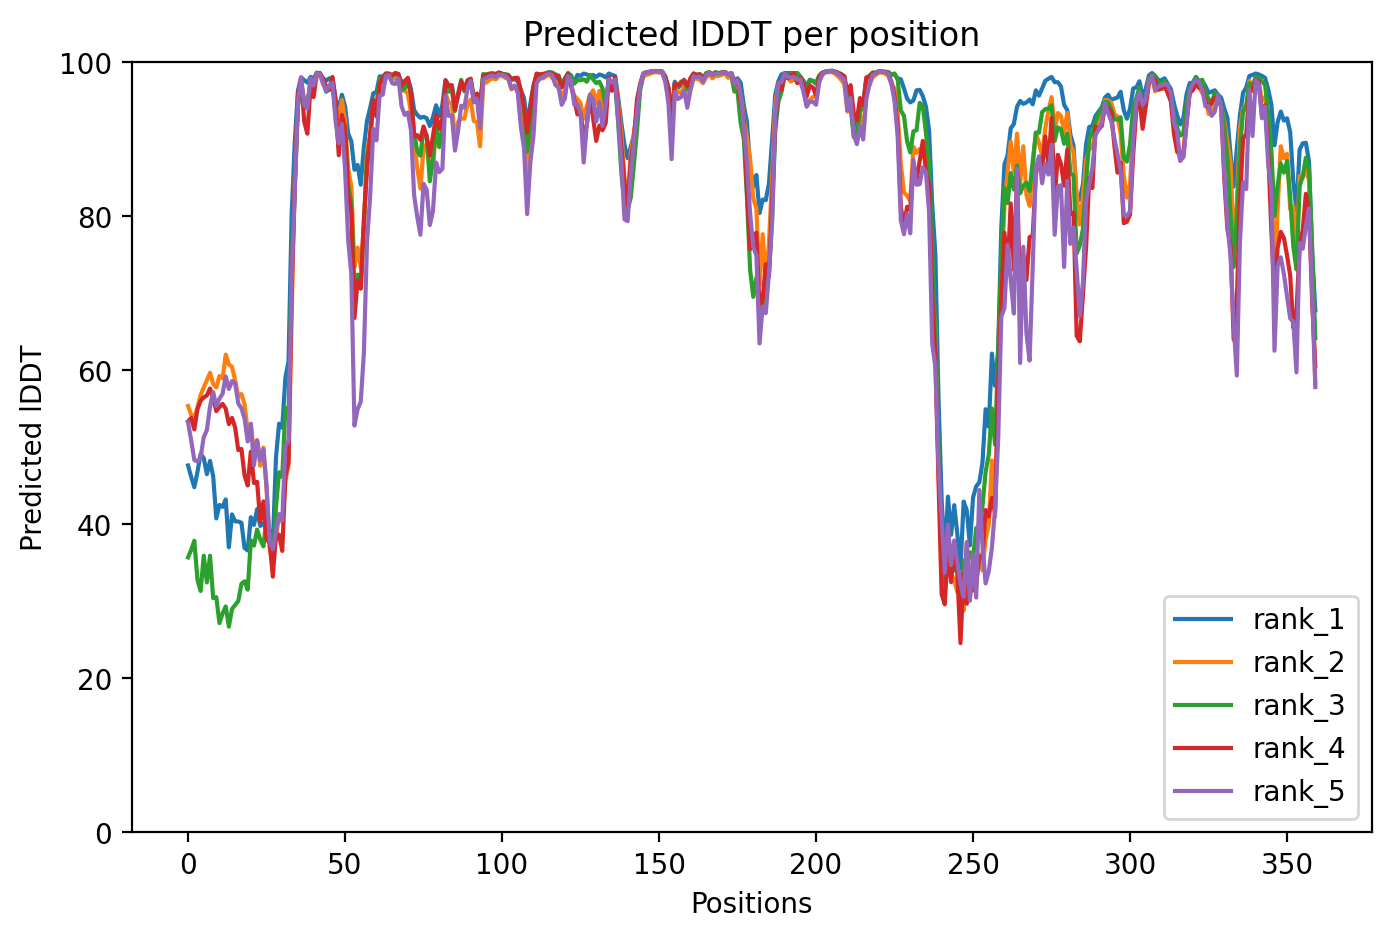 Predicted lDDT per position
Predicted lDDT
100
80
60
40
20
0
0 50 100 150 200 250 300 350
Positions
rank_1
rank_2
rank_3
rank_4
rank_5